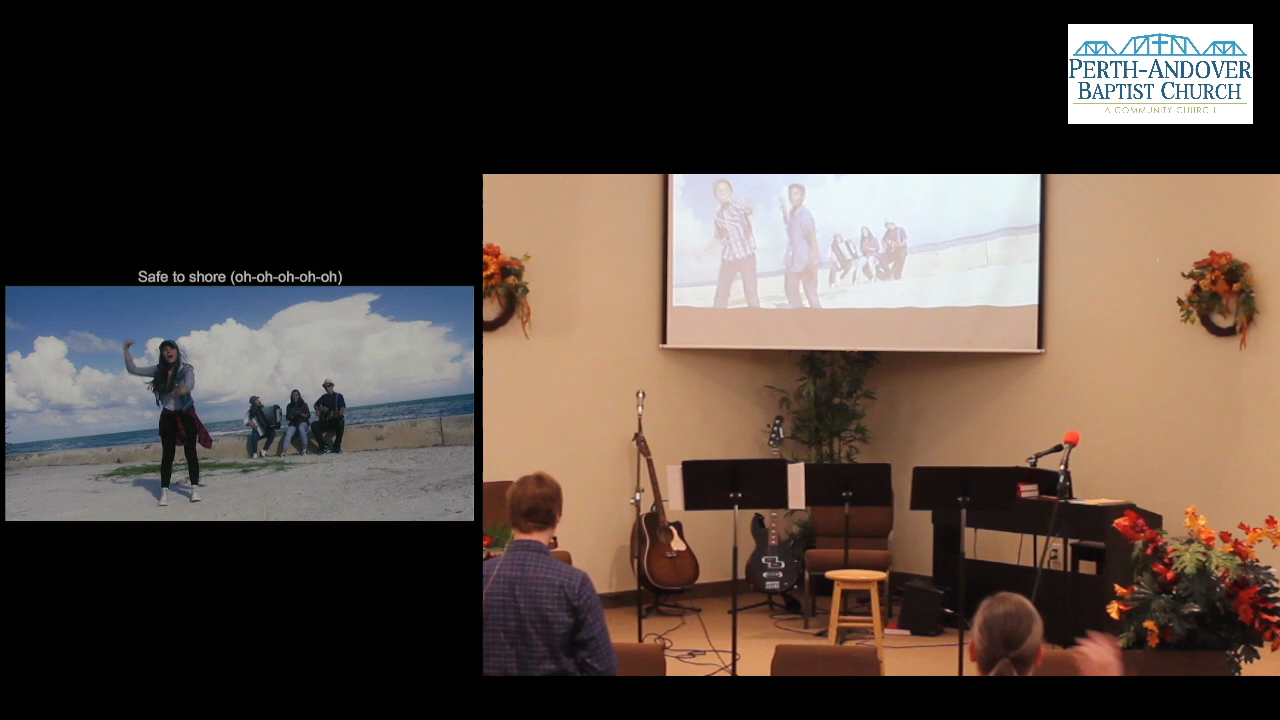 PERTH-ANDOVER
BAPTIST CHURCH
A COMMUNITY CHURCH
Safe to shore (oh-oh-oh-oh-oh)